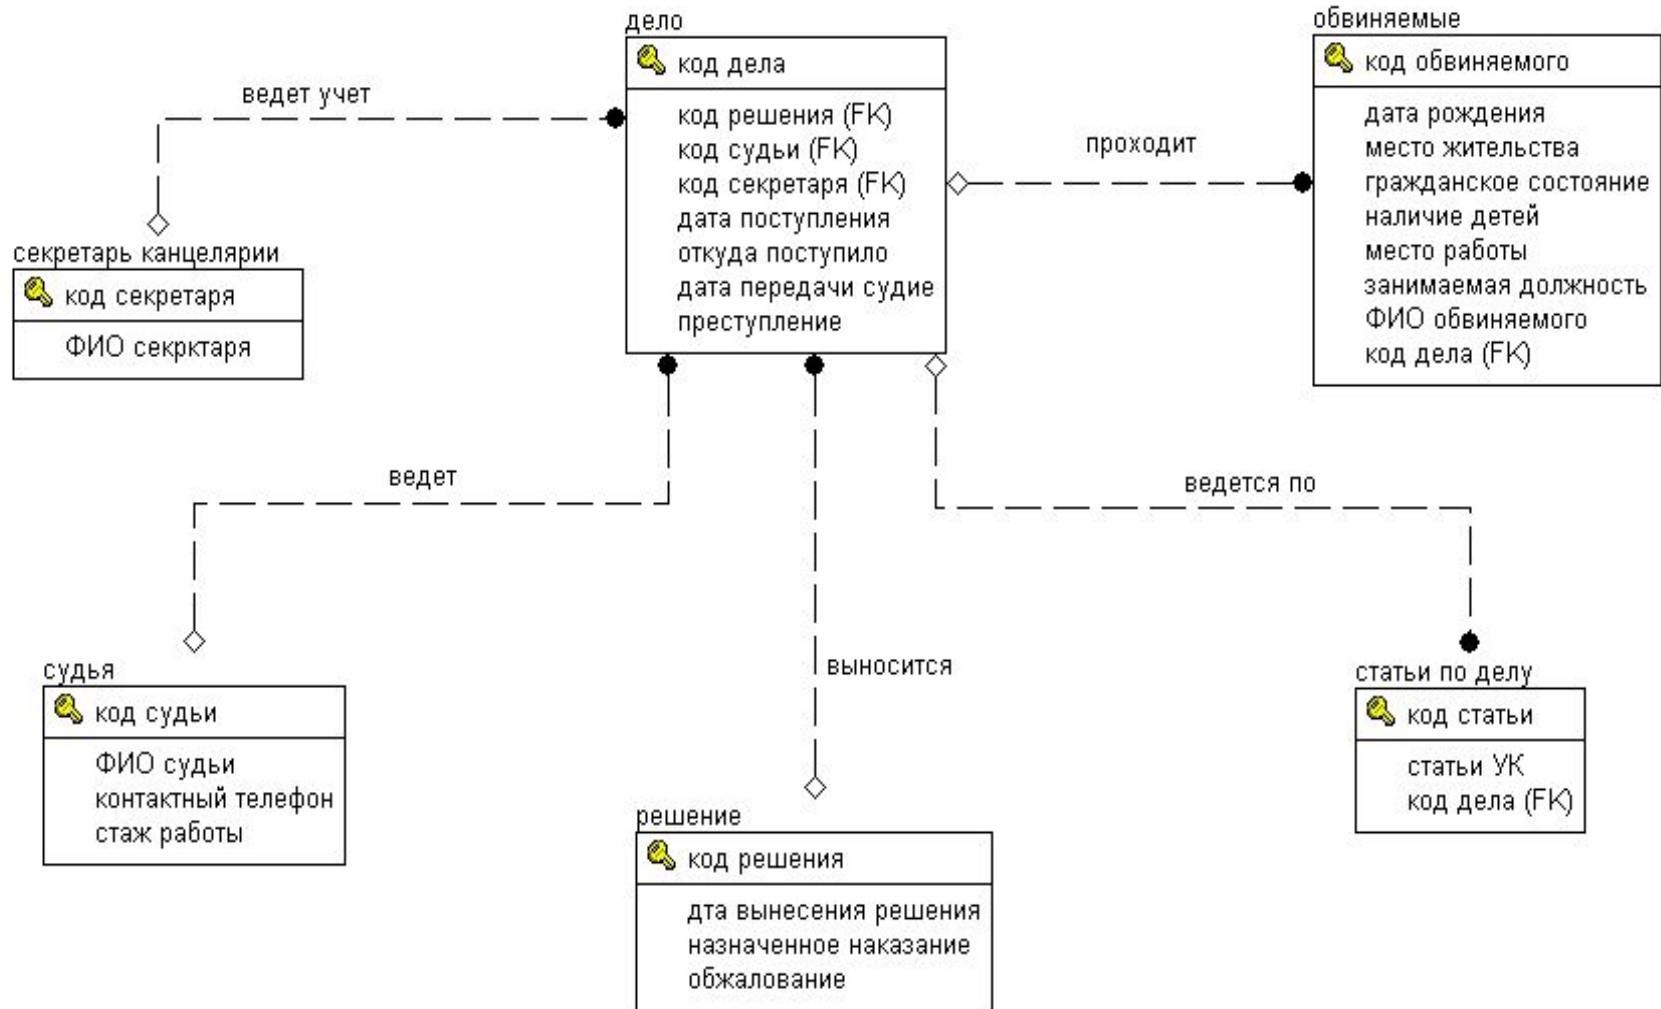 дело
код дела
код решения (FK)
код судьи (FK)
код секретаря (FK)
дата поступления
откуда поступило
дата передачи судие
преступление
обвиняемые
код обвиняемого
дата рождения
место жительства
гражданское состояние
наличие детей
место работы
занимаемая должность
ФИО обвиняемого
код дела (FK)
ведет учет
проходит
секретарь канцелярии
код секретаря
ФИО секрктаря
ведет
ведется по
выносится
судья
код судьи
ФИО судьи
контактный телефон
стаж работы
решение
код решения
дта вынесения решения
назначенное наказание
обжалование
статьи по делу
код статьи
статьи УК
код дела (FK)